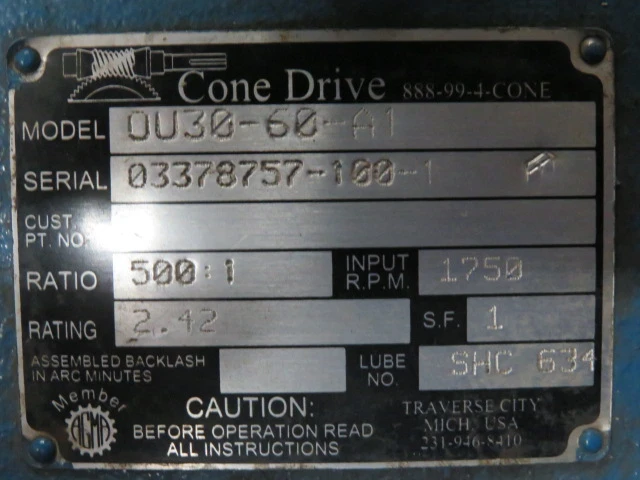 Cone Drive 888-99-4-CONE
MODEL OU30-60-A1
SERIAL 03378757-100-1
CUST.
PT. NO.
RATIO 500:1 INPUT R.P.M. 1750
RATING 2.42 S.F. 1
ASSEMBLED BACKLASH
IN ARC MINUTES
LUBE NO. SHC 634
Member
AGMA
CAUTION:
BEFORE OPERATION READ
ALL INSTRUCTIONS
TRAVERSE CITY
MICH. USA
231-946-8410